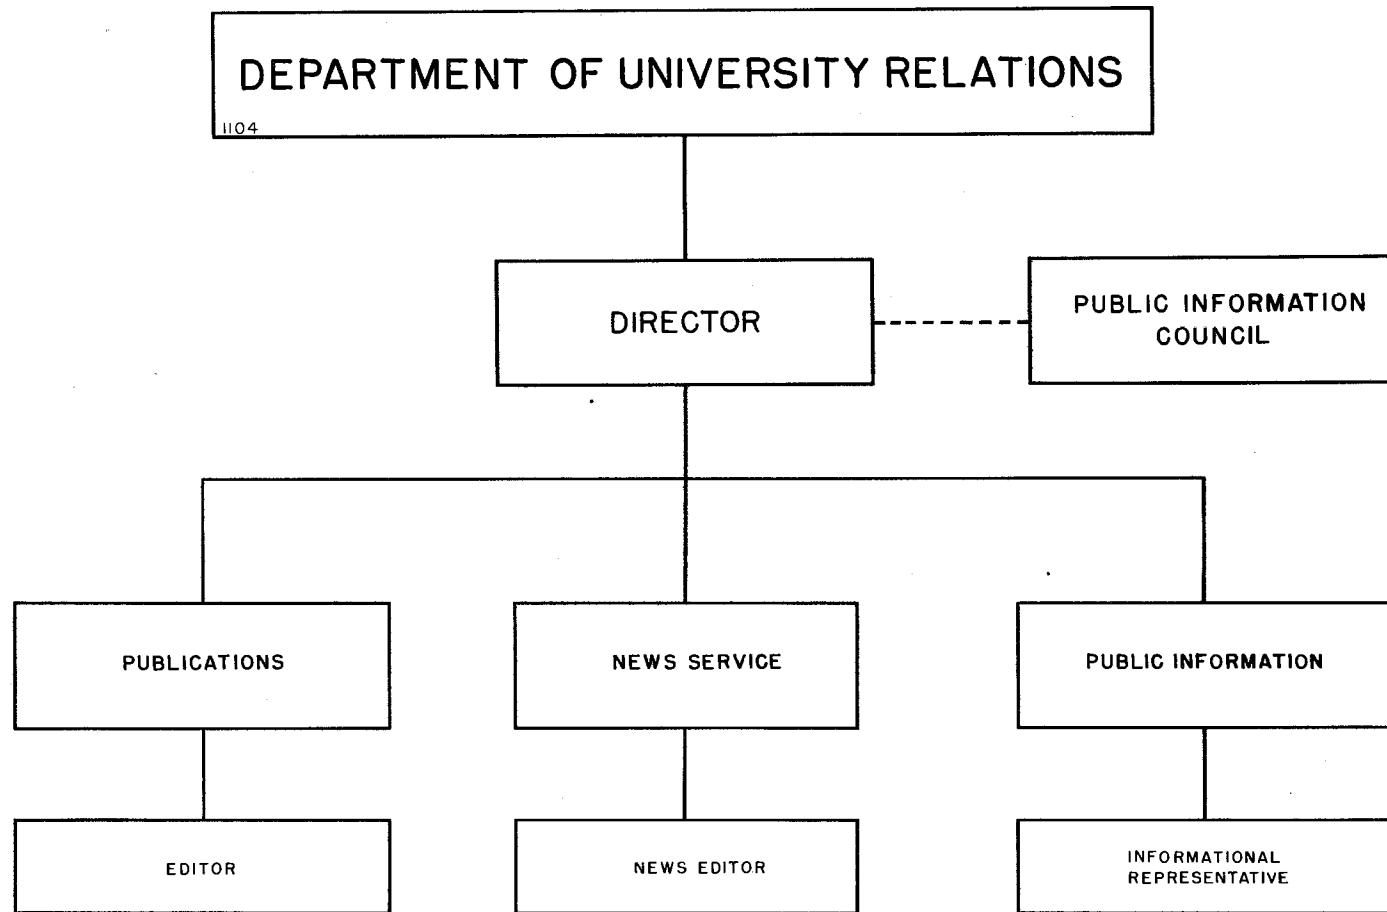 DEPARTMENT OF UNIVERSITY RELATIONS
1104
DIRECTOR
PUBLIC INFORMATION
COUNCIL
PUBLICATIONS
NEWS SERVICE
PUBLIC INFORMATION
EDITOR
NEWS EDITOR
INFORMATIONAL
REPRESENTATIVE